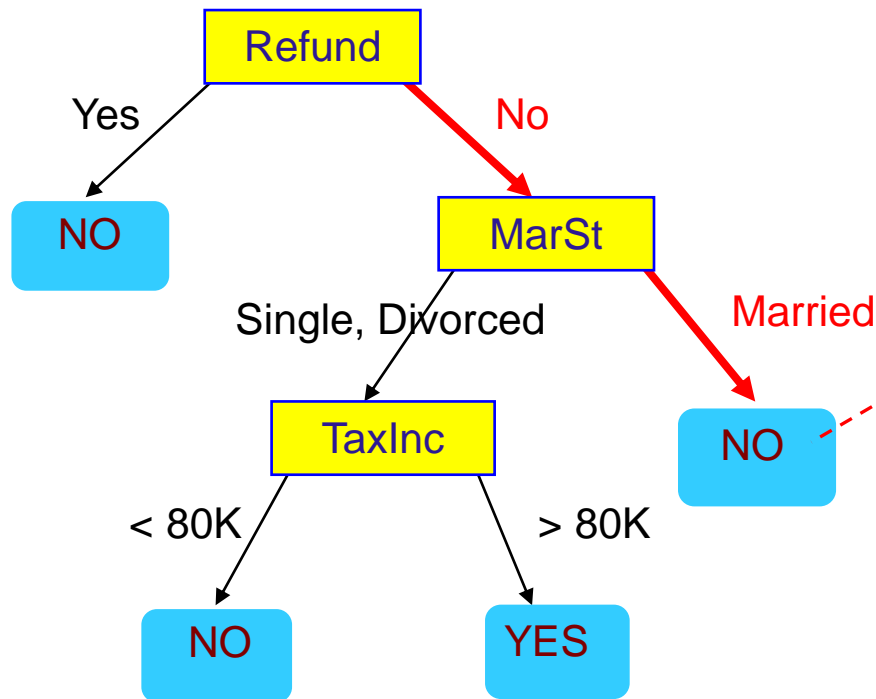 Refund
Yes
No
NO
MarSt
Single, Divorced
Married
TaxInc
NO
< 80K
> 80K
NO
YES